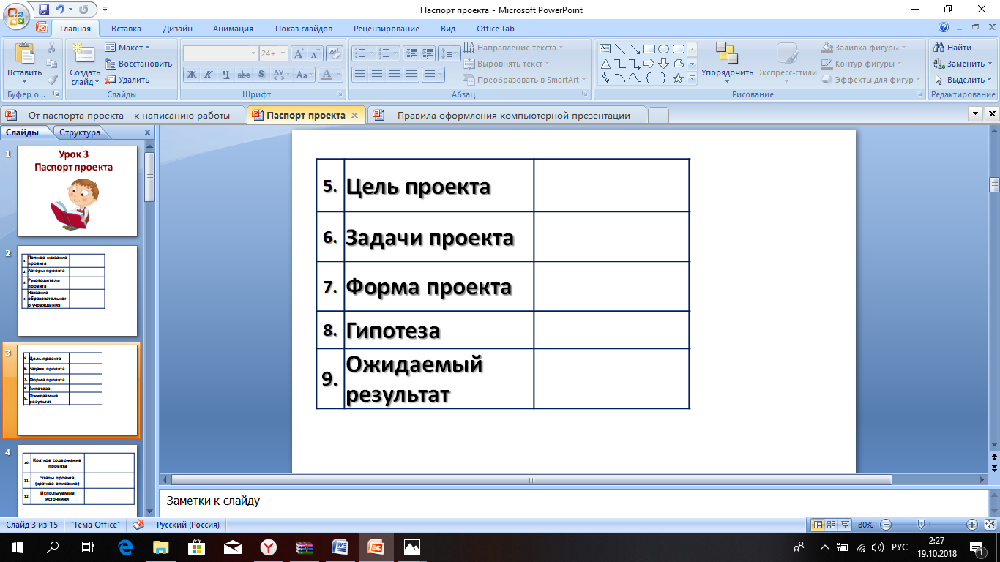 Паспорт проекта - Microsoft PowerPoint
Главная Вставка Дизайн Анимация Показ слайдов Рецензирование Вид Office Tab
Вставить
Буфер о...
Создать слайд
Макет
Восстановить
Удалить
Слайды
24
Ж К Ч abc S AV Aa A
Шрифт
Направление текста
Выровнять текст
Преобразовать в SmartArt
Абзац
Упорядочить
Экспресс-стили
Заливка фигуры
Контур фигуры
Эффекты для фигур
Рисование
Найти
Заменить
Выделить
Редактирование
От паспорта проекта – к написанию работы
Паспорт проекта
Правила оформления компьютерной презентации
Слайды Структура
1
Урок 3
Паспорт проекта
2
1. Полное название
проекта
2. Авторы проекта
3. Руководитель
проекта
4. Название
образовательног
о учреждения
3
5. Цель проекта
6. Задачи проекта
7. Форма проекта
8. Гипотеза
9. Ожидаемый
результат
4
10. Краткое содержание
проекта
11. Этапы проекта
(краткое описание)
12. Используемые
источники
5. Цель проекта
6. Задачи проекта
7. Форма проекта
8. Гипотеза
9. Ожидаемый
результат
Заметки к слайду
Слайд 3 из 15 "Тема Office" Русский (Россия) 80%
РУС
2:27
19.10.2018
1